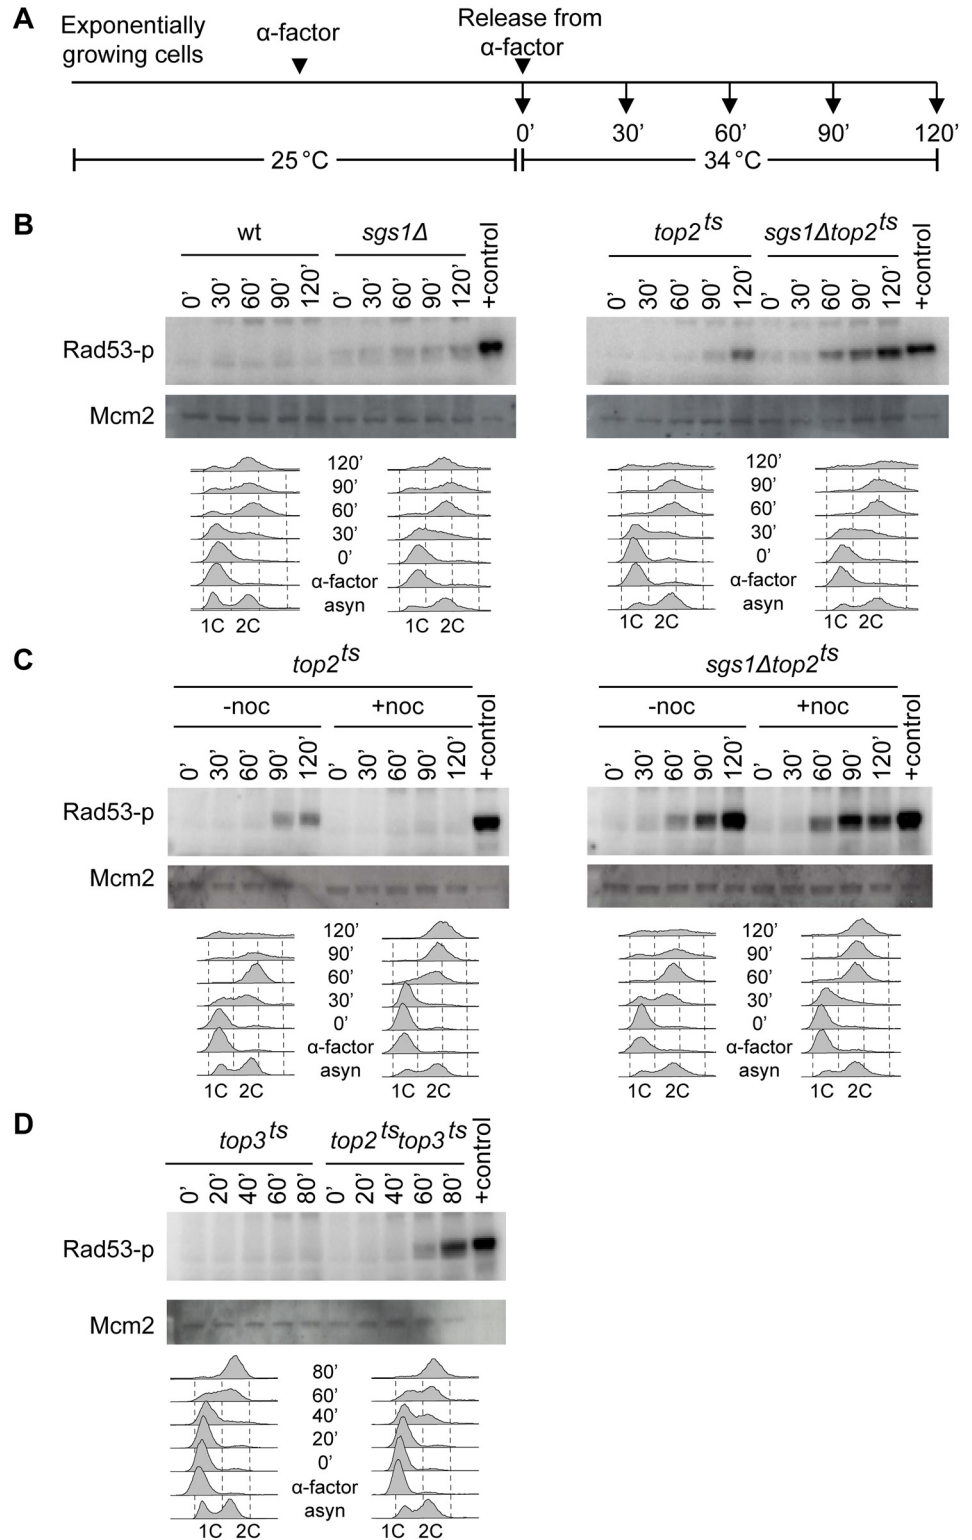 A
Exponentially growing cells
α-factor
Release from α-factor
0’ 30’ 60’ 90’ 120’
25 °C 34 °C
B
wt sgs1Δ top2ts sgs1Δtop2ts
0’ 30’ 60’ 90’ 120’ 0’ 30’ 60’ 90’ 120’ +control 0’ 30’ 60’ 90’ 120’ 0’ 30’ 60’ 90’ 120’ +control
Rad53-p
Mcm2
120’ 120’
90’ 90’
60’ 60’
30’ 30’
0’ 0’
α-factor α-factor
asyn asyn
1C 2C 1C 2C 1C 2C 1C 2C
C
top2ts sgs1Δtop2ts
-noc +noc -noc +noc
0’ 30’ 60’ 90’ 120’ 0’ 30’ 60’ 90’ 120’ +control 0’ 30’ 60’ 90’ 120’ 0’ 30’ 60’ 90’ 120’ +control
Rad53-p
Mcm2
120’ 120’
90’ 90’
60’ 60’
30’ 30’
0’ 0’
α-factor α-factor
asyn asyn
1C 2C 1C 2C 1C 2C 1C 2C
D
top3ts top2tstop3ts
0’ 20’ 40’ 60’ 80’ 0’ 20’ 40’ 60’ 80’ +control
Rad53-p
Mcm2
80’
60’
40’
20’
0’
α-factor
asyn
1C 2C 1C 2C